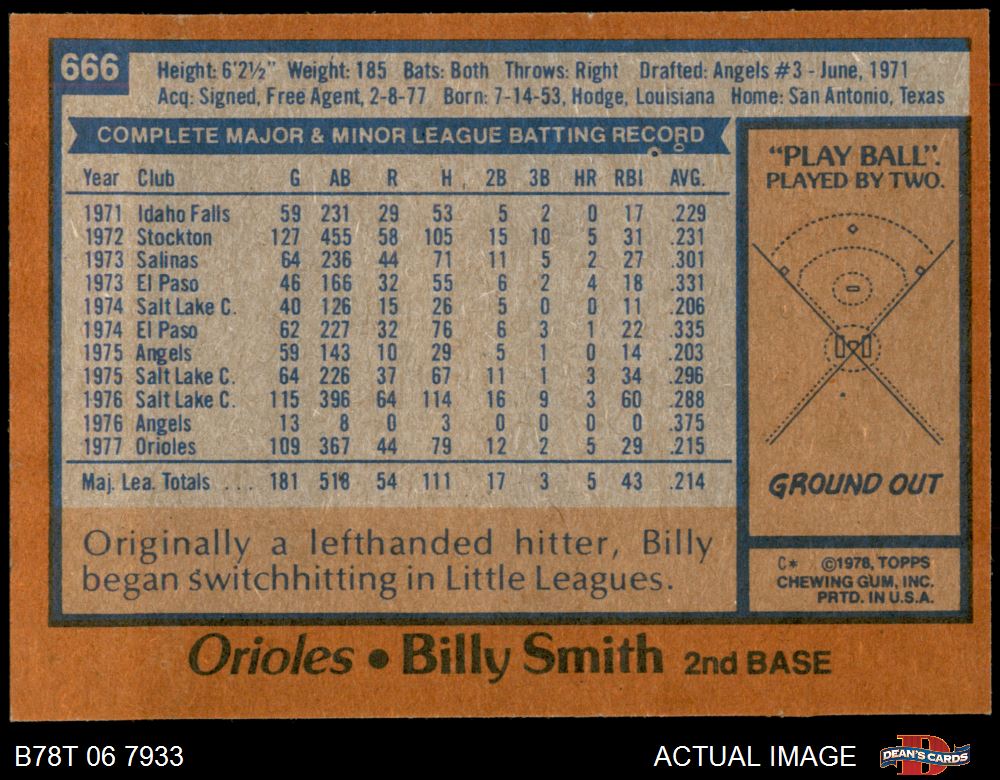 666
Height: 6'2½" Weight: 185 Bats: Both Throws: Right Drafted: Angels #3 - June, 1971
Acq: Signed, Free Agent, 2-8-77 Born: 7-14-53, Hodge, Louisiana Home: San Antonio, Texas
COMPLETE MAJOR & MINOR LEAGUE BATTING RECORD
Year Club G AB R H 2B 3B HR RBI AVG.
1971 Idaho Falls 59 231 29 53 5 2 0 17 .229
1972 Stockton 127 455 58 105 15 10 5 31 .231
1973 Salinas 64 236 44 71 11 5 2 27 .301
1973 El Paso 46 166 32 55 6 2 4 18 .331
1974 Salt Lake C. 40 126 15 26 5 0 0 11 .206
1974 El Paso 62 227 32 76 6 3 1 22 .335
1975 Angels 59 143 10 29 5 1 0 14 .203
1975 Salt Lake C. 64 226 37 67 11 1 3 34 .296
1976 Salt Lake C. 115 396 64 114 16 9 3 60 .288
1976 Angels 13 8 0 3 0 0 0 0 .375
1977 Orioles 109 367 44 79 12 2 5 29 .215
Maj. Lea. Totals . . . 181 518 54 111 17 3 5 43 .214
Originally a lefthanded hitter, Billy
began switchhitting in Little Leagues.
"PLAY BALL".
PLAYED BY TWO.
GROUND OUT
C* ©1978, TOPPS
CHEWING GUM, INC.
PRTD. IN U.S.A.
Orioles • Billy Smith 2nd BASE
B78T 06 7933
ACTUAL IMAGE
DEAN'S CARDS